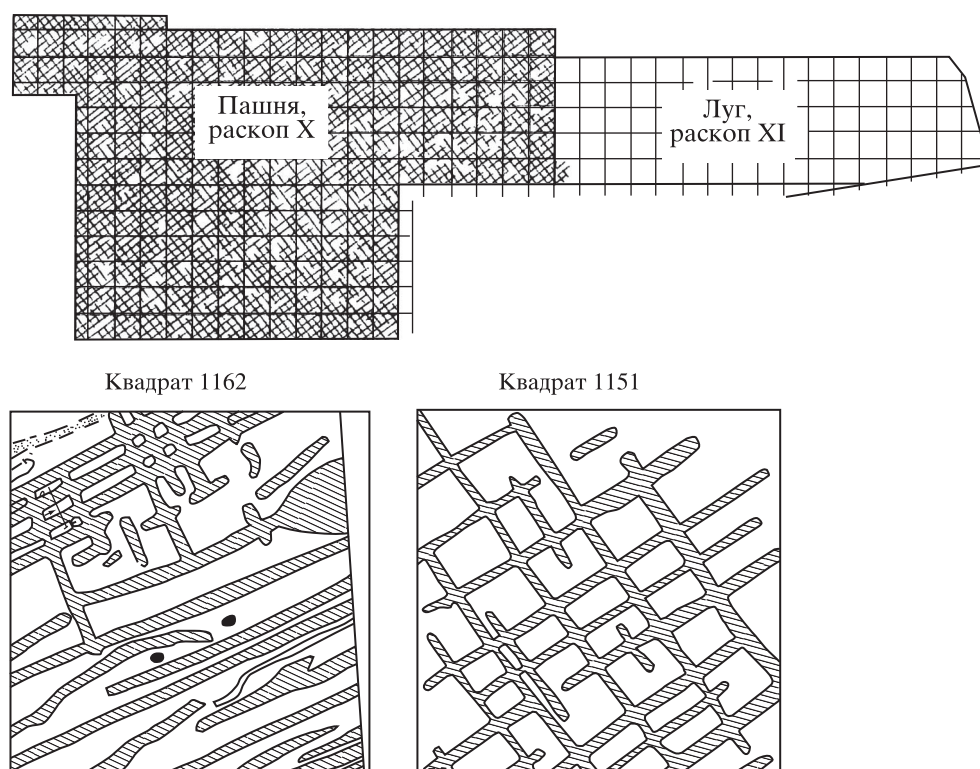 Пашня,
раскоп X
Луг,
раскоп XI
Квадрат 1162
Квадрат 1151